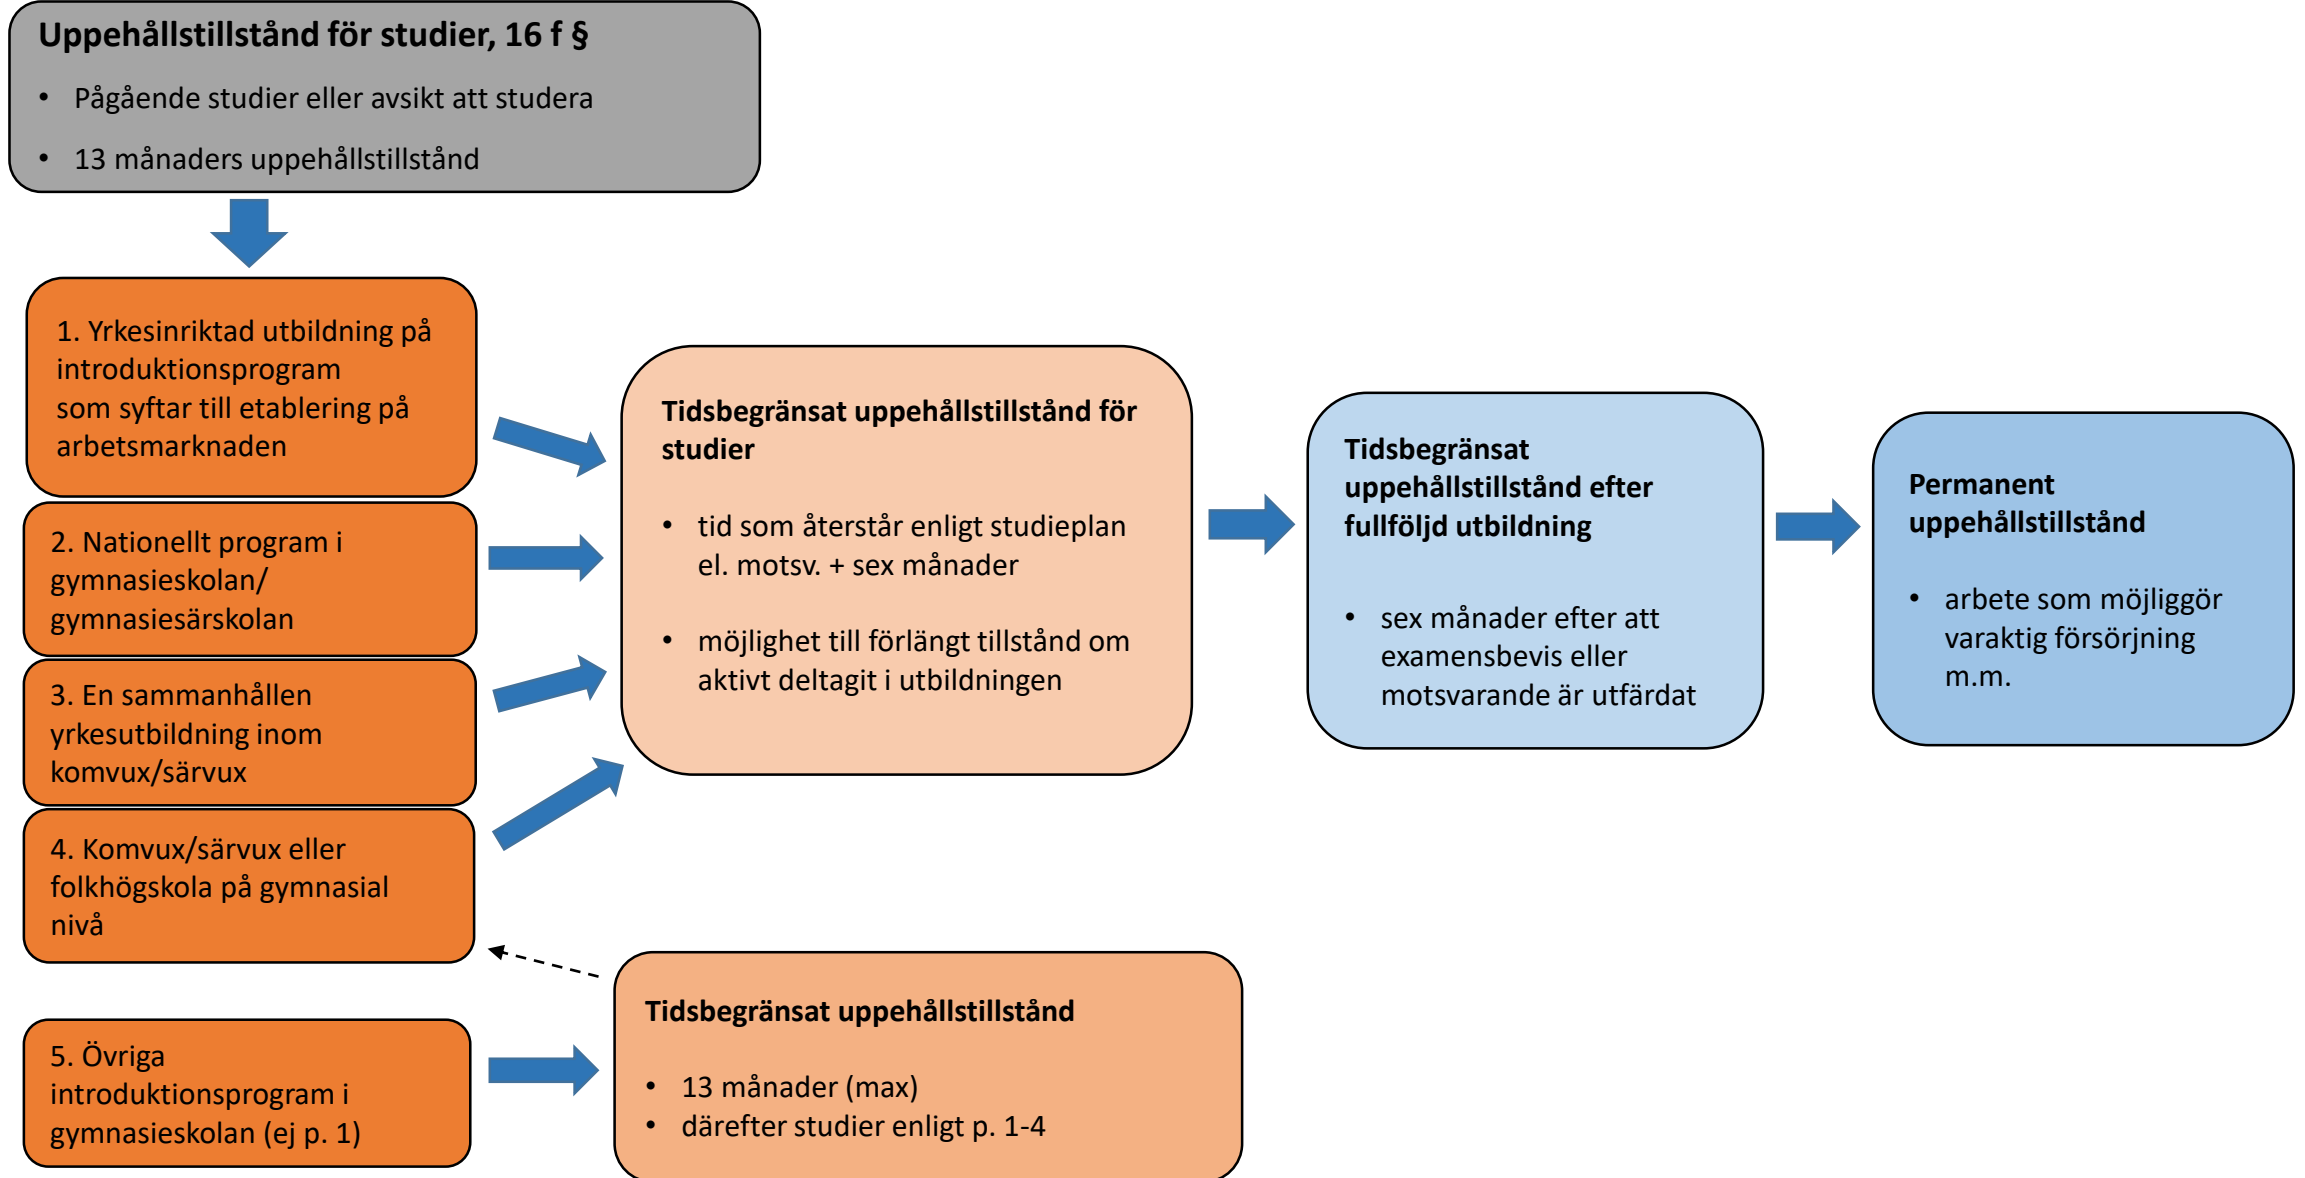 Uppehållstillstånd för studier, 16 f §
• Pågående studier eller avsikt att studera
• 13 månaders uppehållstillstånd
1. Yrkesinriktad utbildning på
introduktionsprogram
som syftar till etablering på
arbetsmarknaden
2. Nationellt program i
gymnasieskolan/
gymnasiesärskolan
3. En sammanhållen
yrkesutbildning inom
komvux/särvux
4. Komvux/särvux eller
folkhögskola på gymnasial
nivå
5. Övriga
introduktionsprogram i
gymnasieskolan (ej p. 1)
Tidsbegränsat uppehållstillstånd för
studier
• tid som återstår enligt studieplan
el. motsv. + sex månader
• möjlighet till förlängt tillstånd om
aktivt deltagit i utbildningen
Tidsbegränsat uppehållstillstånd
• 13 månader (max)
• därefter studier enligt p. 1-4
Tidsbegränsat
uppehållstillstånd efter
fullföljd utbildning
• sex månader efter att
examensbevis eller
motsvarande är utfärdat
Permanent
uppehållstillstånd
• arbete som möjliggör
varaktig försörjning
m.m.